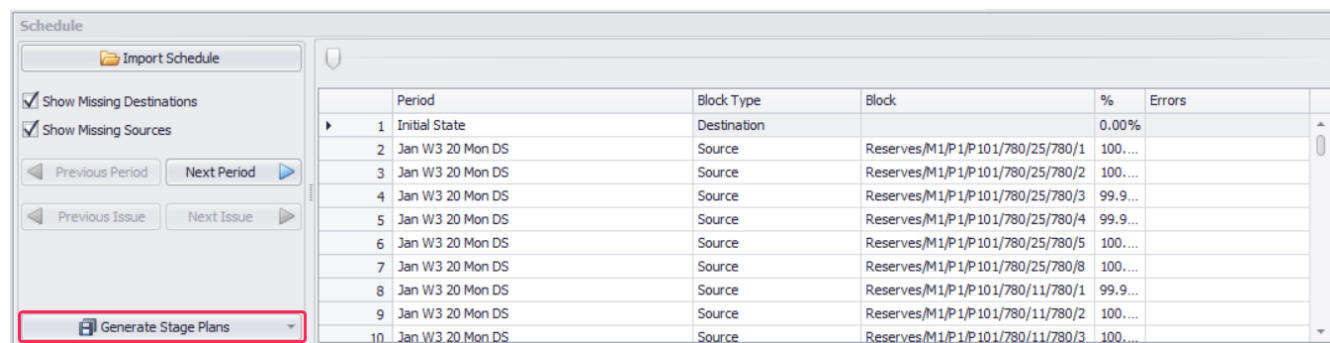 Schedule
Import Schedule
Show Missing Destinations
Show Missing Sources
Previous Period Next Period
Previous Issue Next Issue
Generate Stage Plans
Period Block Type Block % Errors
1 Initial State Destination 0.00%
2 Jan W3 20 Mon DS Source Reserves/M1/P1/P101/780/25/780/1 100....
3 Jan W3 20 Mon DS Source Reserves/M1/P1/P101/780/25/780/2 100....
4 Jan W3 20 Mon DS Source Reserves/M1/P1/P101/780/25/780/3 99.9...
5 Jan W3 20 Mon DS Source Reserves/M1/P1/P101/780/25/780/4 99.9...
6 Jan W3 20 Mon DS Source Reserves/M1/P1/P101/780/25/780/5 100....
7 Jan W3 20 Mon DS Source Reserves/M1/P1/P101/780/25/780/8 100....
8 Jan W3 20 Mon DS Source Reserves/M1/P1/P101/780/11/780/1 99.9...
9 Jan W3 20 Mon DS Source Reserves/M1/P1/P101/780/11/780/2 100....
10 Jan W3 20 Mon DS Source Reserves/M1/P1/P101/780/11/780/3 100....